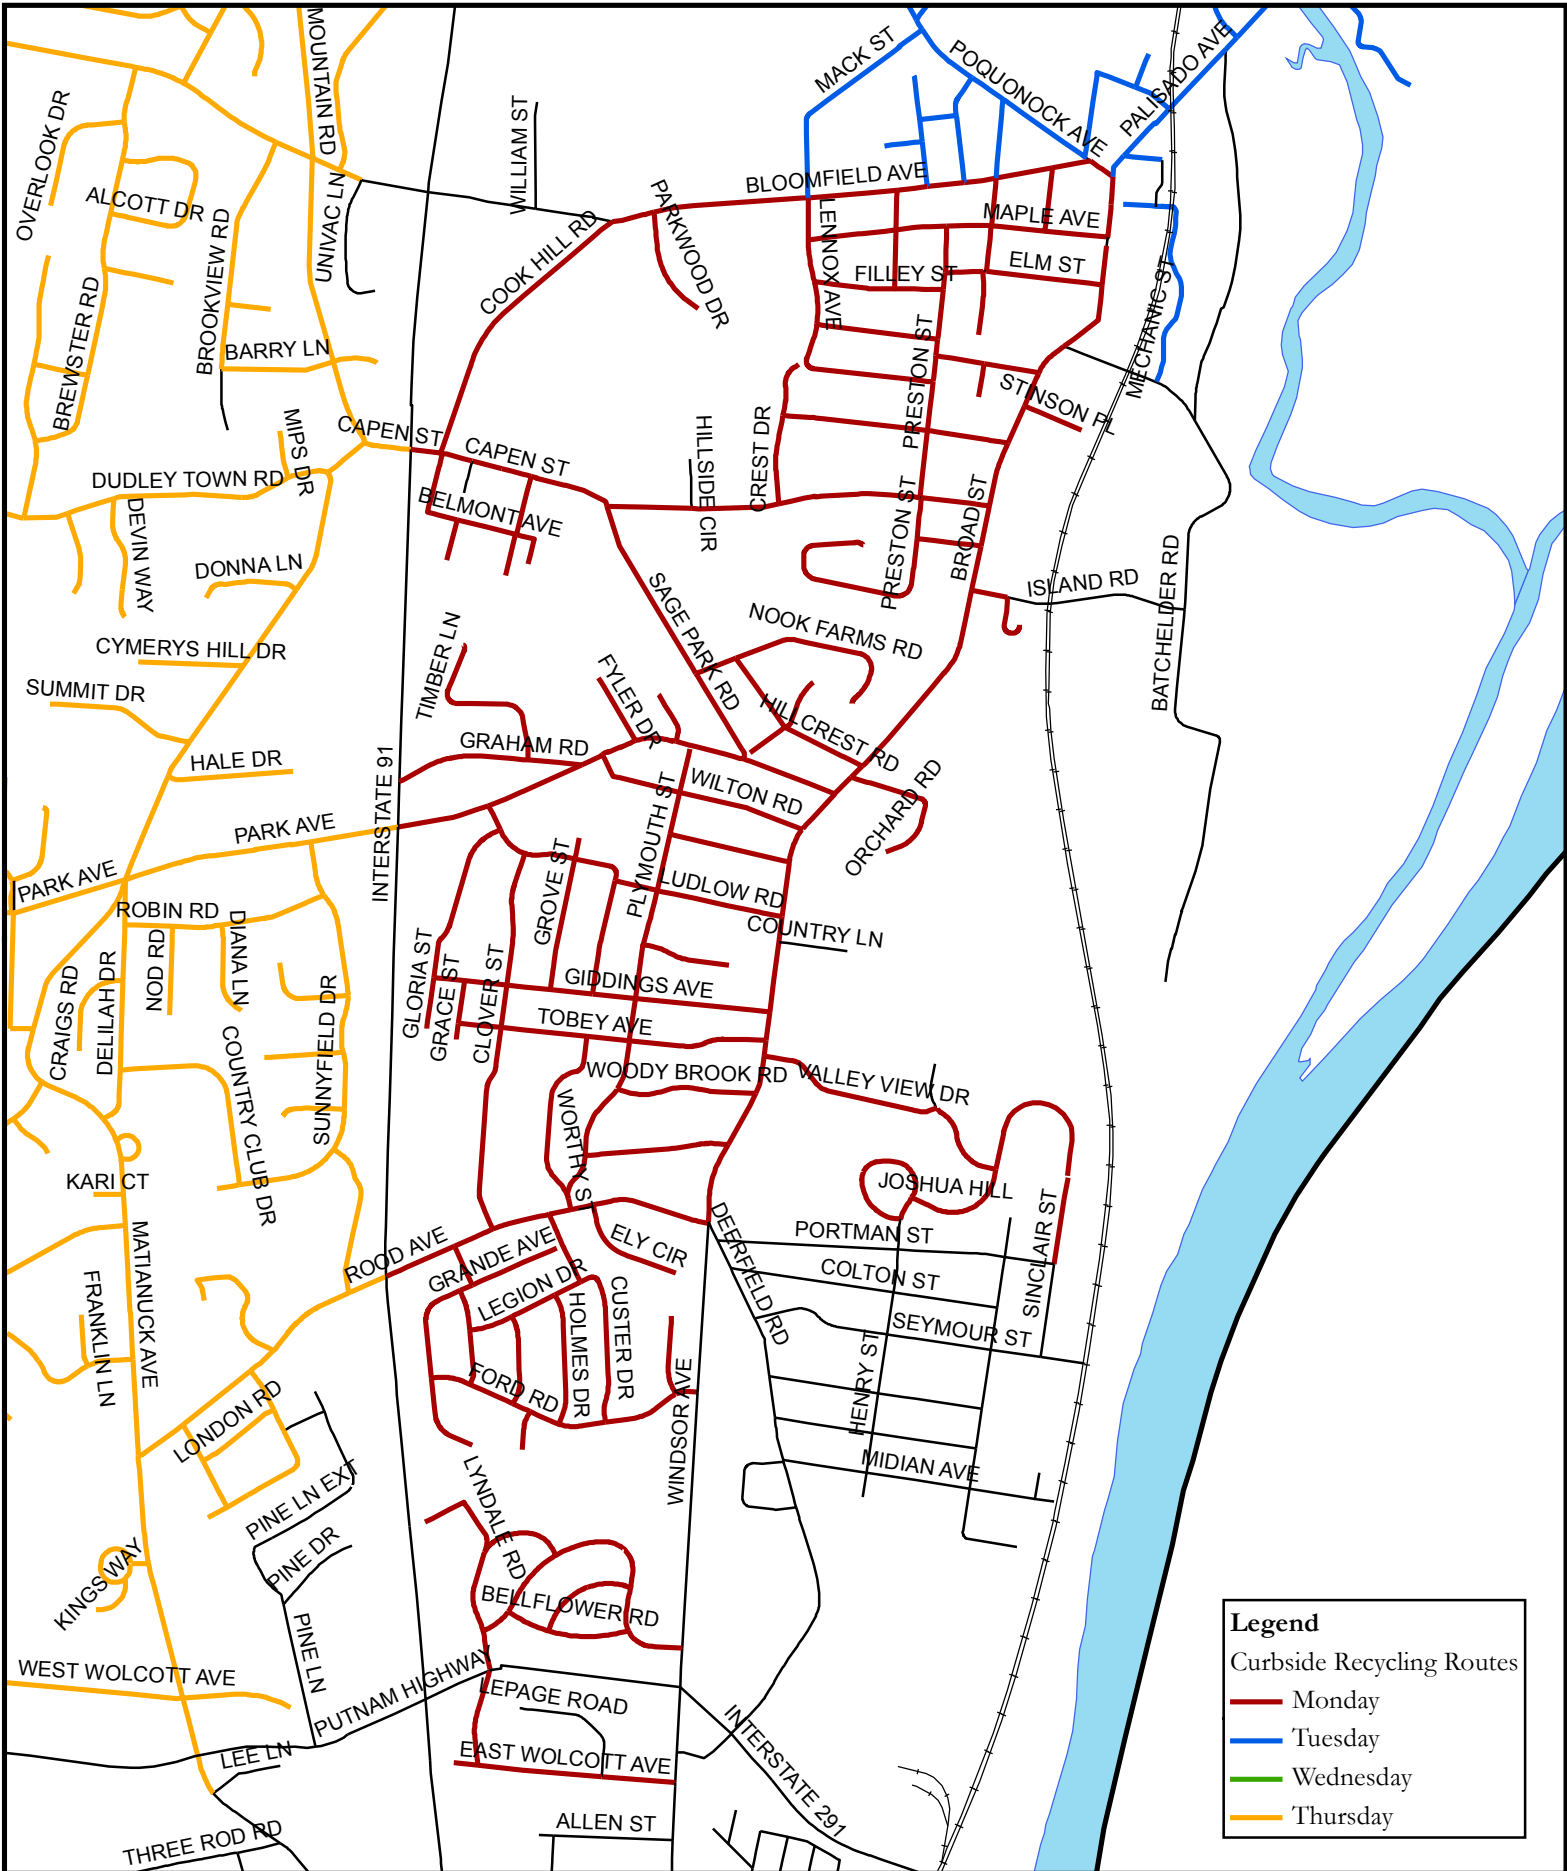 MOUNTAIN RD
MACK ST
POQUONOCK AVE
PALISADO AVE
OVERLOOK DR
WILLIAM ST
BLOOMFIELD AVE
ALCOTT DR
UNIVAC LN
BROOKVIEW RD
PARKWOOD DR
COOK HILL RD
LENNOX AVE
MAPLE AVE
FILLEY ST
ELM ST
MECHANIC ST
BREWSTER RD
BARRY LN
PRESTON ST
STINSON PL
MIPS DR
CAPEN ST
CAPEN ST
HILLSIDE CIR
CREST DR
PRESTON ST
DUDLEY TOWN RD
BELMONT AVE
BROAD ST
DEVIN WAY
DONNA LN
ISLAND RD
BATCHELDER RD
SAGE PARK RD
NOOK FARMS RD
CYMERYS HILL DR
TIMBER LN
FYLER DR
SUMMIT DR
HILLCREST RD
GRAHAM RD
HALE DR
WILTON RD
ORCHARD RD
INTERSTATE 91
PARK AVE
PLYMOUTH ST
PARK AVE
LUDLOW RD
GROVE ST
ROBIN RD
DIANA LN
NOD RD
COUNTRY LN
GLORIA ST
GRACE ST
CLOVER ST
GIDDINGS AVE
CRAIGS RD
DELILAH DR
SUNNYFIELD DR
TOBEY AVE
COUNTRY CLUB DR
WOODY BROOK RD
VALLEY VIEW DR
WORTHY ST
KARI CT
JOSHUA HILL
SINCLAIR ST
MATIANUCK AVE
ROOD AVE
GRANDE AVE
ELY CIR
DEERFIELD RD
PORTMAN ST
COLTON ST
LEGION DR
FRANKLIN LN
HOLMES DR
CUSTER DR
SEYMOUR ST
FORD RD
HENRY ST
WINDSOR AVE
LONDON RD
MIDIAN AVE
LYNDALE RD
PINE LN EXT
PINE DR
KINGS WAY
BELLFLOWER RD
PINE LN
WEST WOLCOTT AVE
PUTNAM HIGHWAY
LEPAGE ROAD
INTERSTATE 291
LEE LN
EAST WOLCOTT AVE
THREE ROD RD
ALLEN ST
Legend
Curbside Recycling Routes
Monday
Tuesday
Wednesday
Thursday